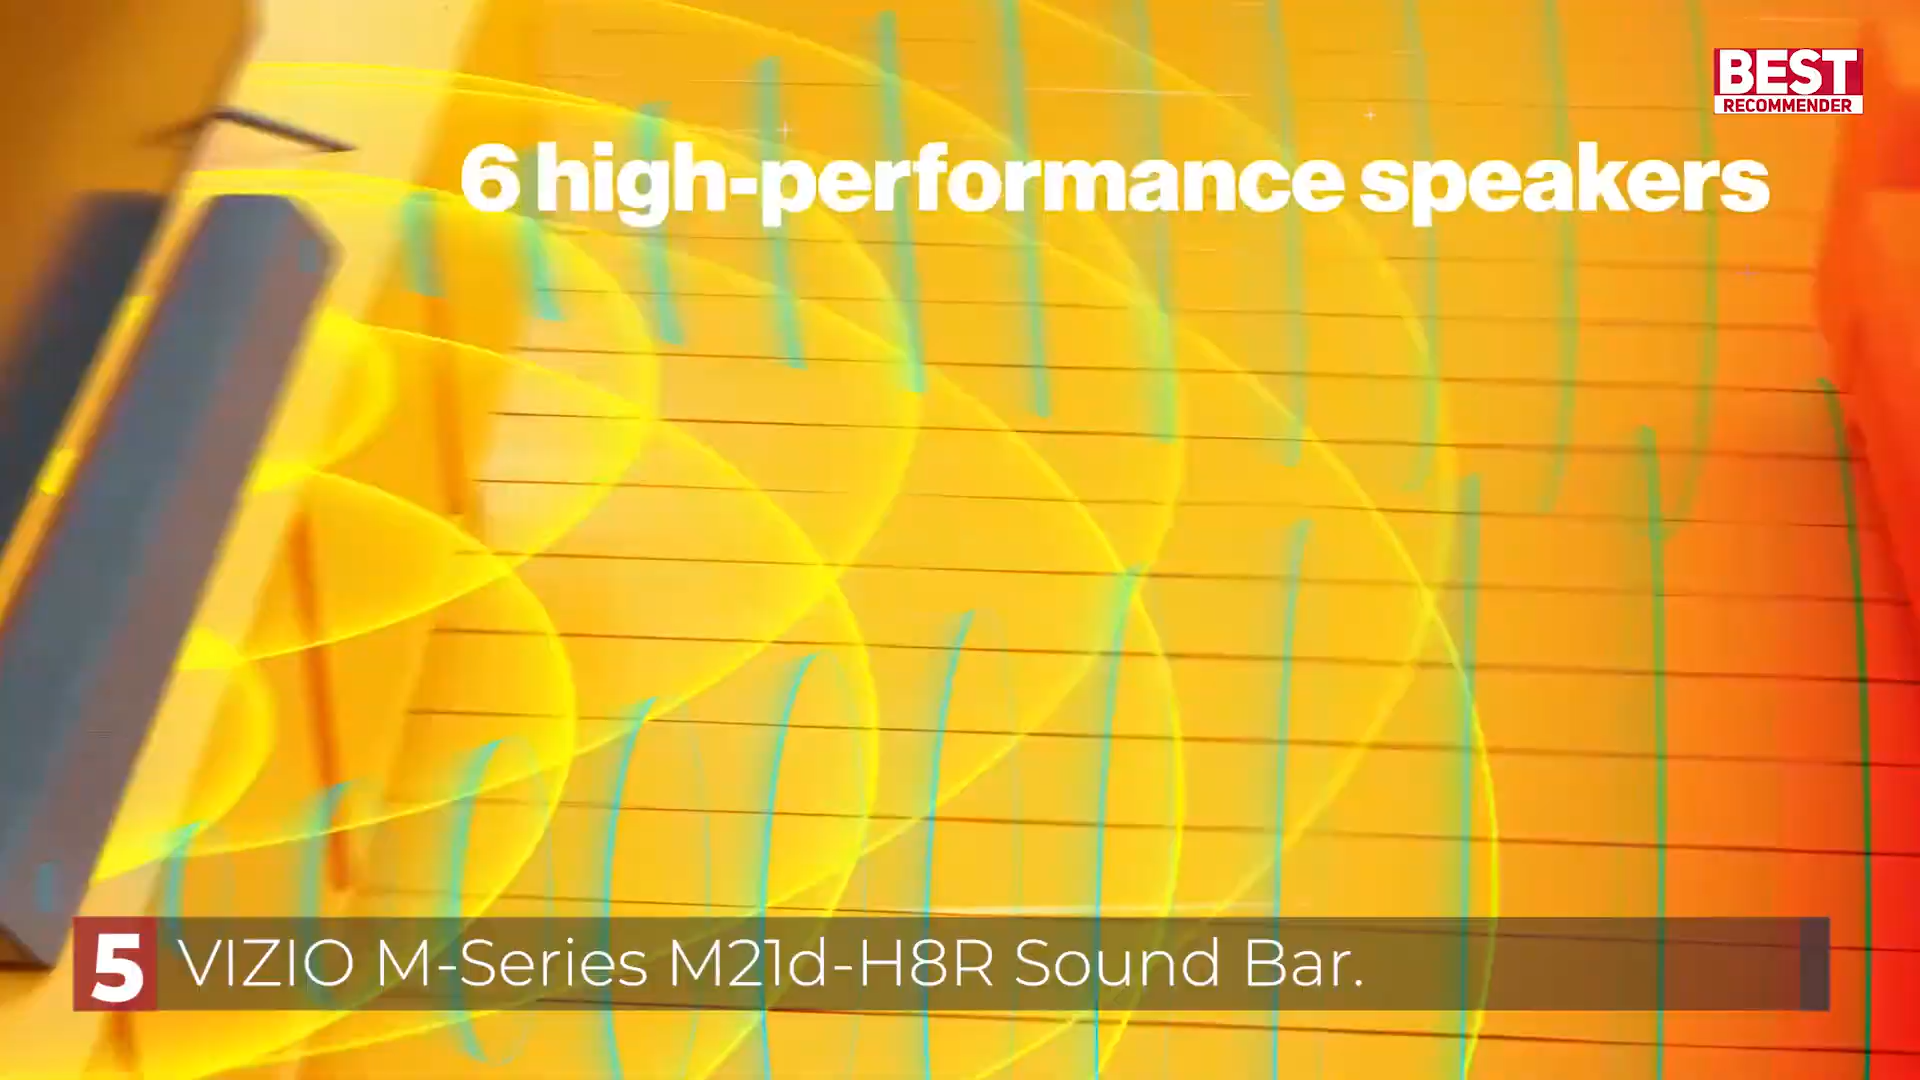 BEST
RECOMMENDER
6 high-performance speakers
5 VIZIO M-Series M21d-H8R Sound Bar.